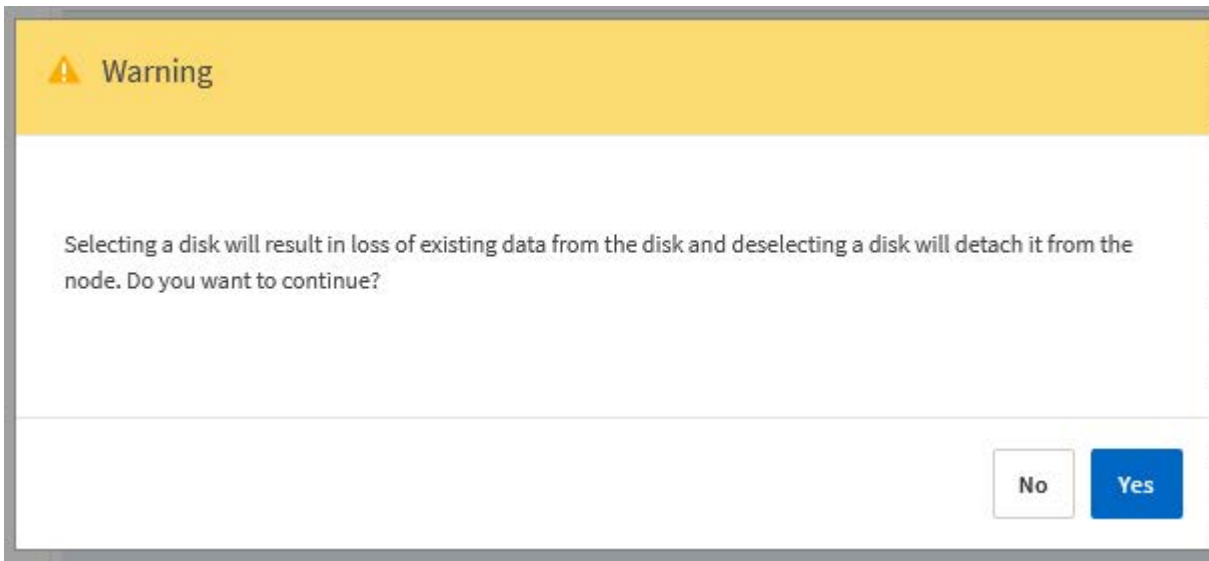 Warning
Selecting a disk will result in loss of existing data from the disk and deselecting a disk will detach it from the
node. Do you want to continue?
No
Yes